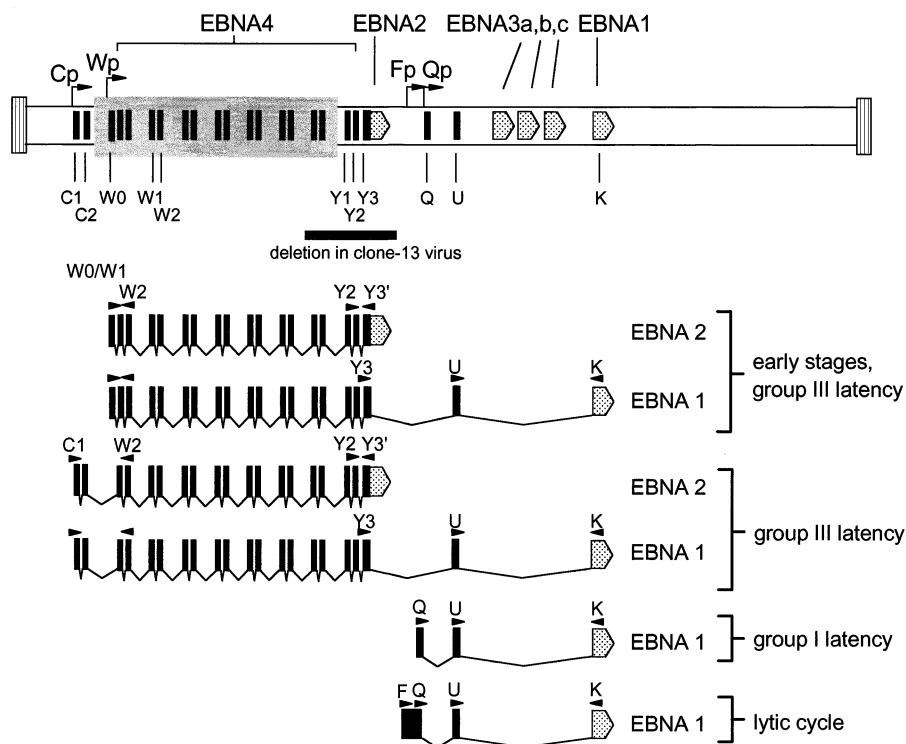 EBNA4 EBNA2 EBNA3a,b,c EBNA1
Cp Wp Fp Qp
C1 W0 W1 Y1 Y3 Q U K
C2 W2 Y2
deletion in clone-13 virus
W0/W1
W2 Y2 Y3'
EBNA 2
early stages,
group III latency
Y3 U K
EBNA 1
C1 W2 Y2 Y3'
EBNA 2
group III latency
Y3 U K
EBNA 1
Q U K
EBNA 1 group I latency
F Q U K
EBNA 1 lytic cycle